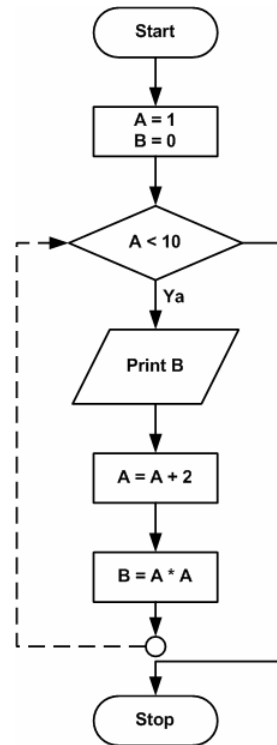 Start
A = 1
B = 0
A < 10
Ya
Print B
A = A + 2
B = A * A
Stop